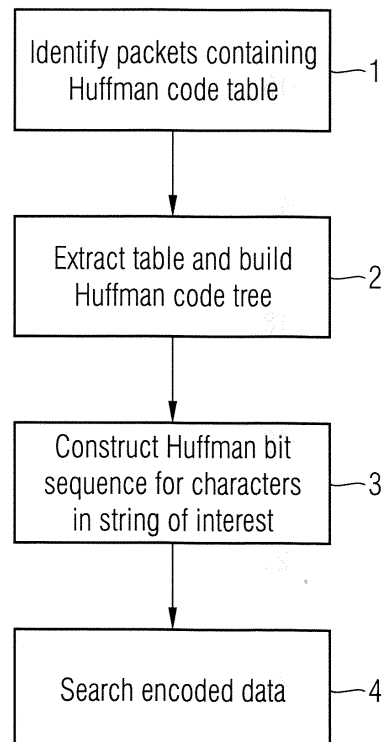 Identify packets containing
Huffman code table
1
Extract table and build
Huffman code tree
2
Construct Huffman bit
sequence for characters
in string of interest
3
Search encoded data
4